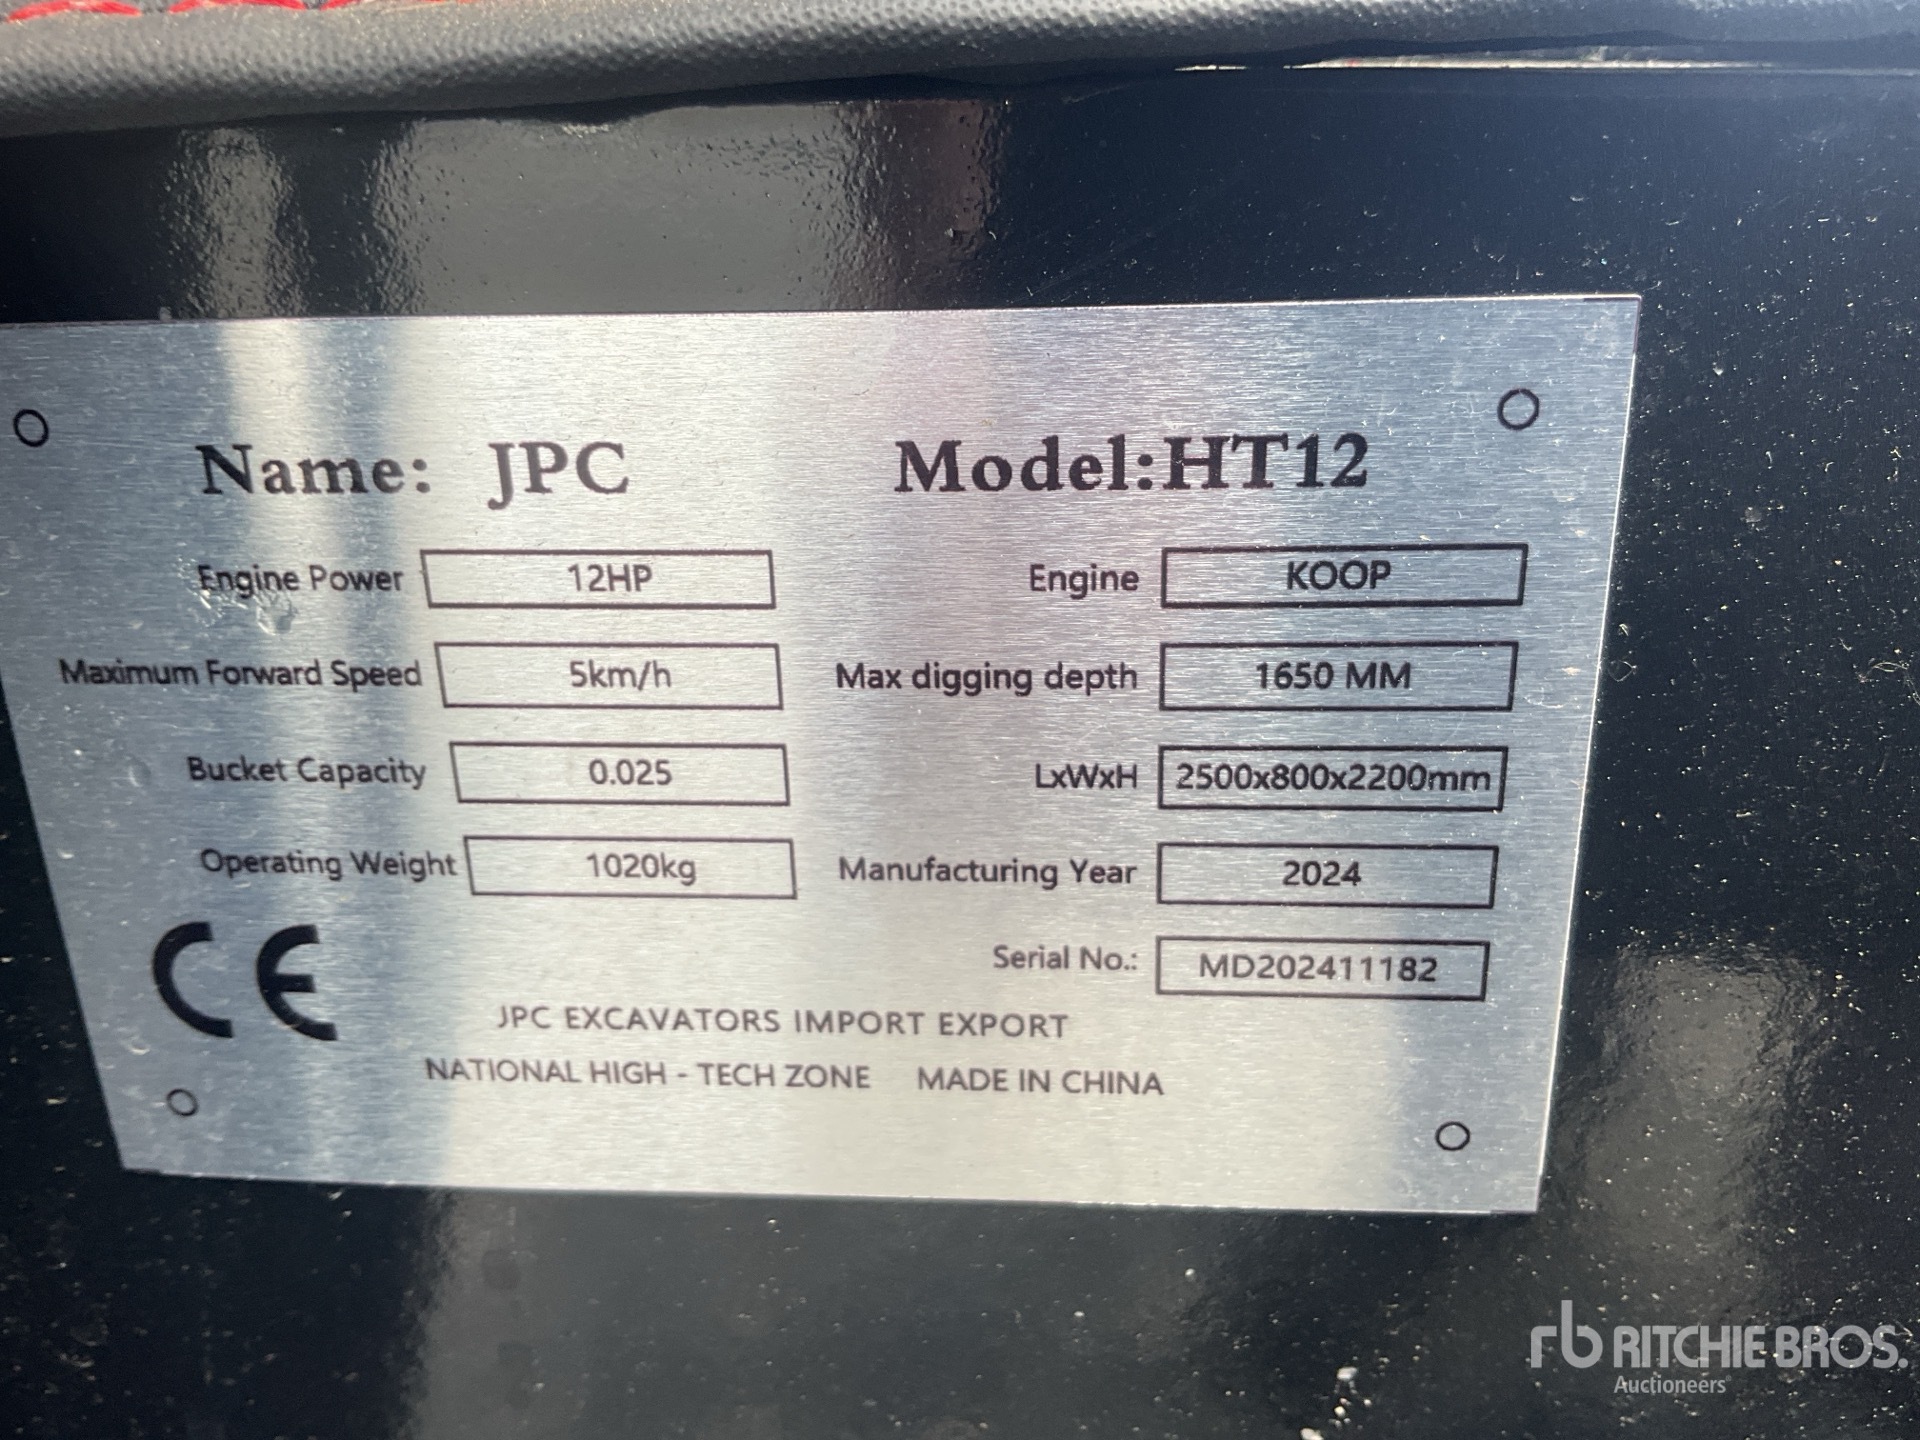 Name: JPC Model:HT12
Engine Power 12HP Engine KOOP
Maximum Forward Speed 5km/h Max digging depth 1650 MM
Bucket Capacity 0.025 LxWxH 2500x800x2200mm
Operating Weight 1020kg Manufacturing Year 2024
CE Serial No.: MD202411182
JPC EXCAVATORS IMPORT EXPORT
NATIONAL HIGH - TECH ZONE MADE IN CHINA
rb RITCHIE BROS.
Auctioneers